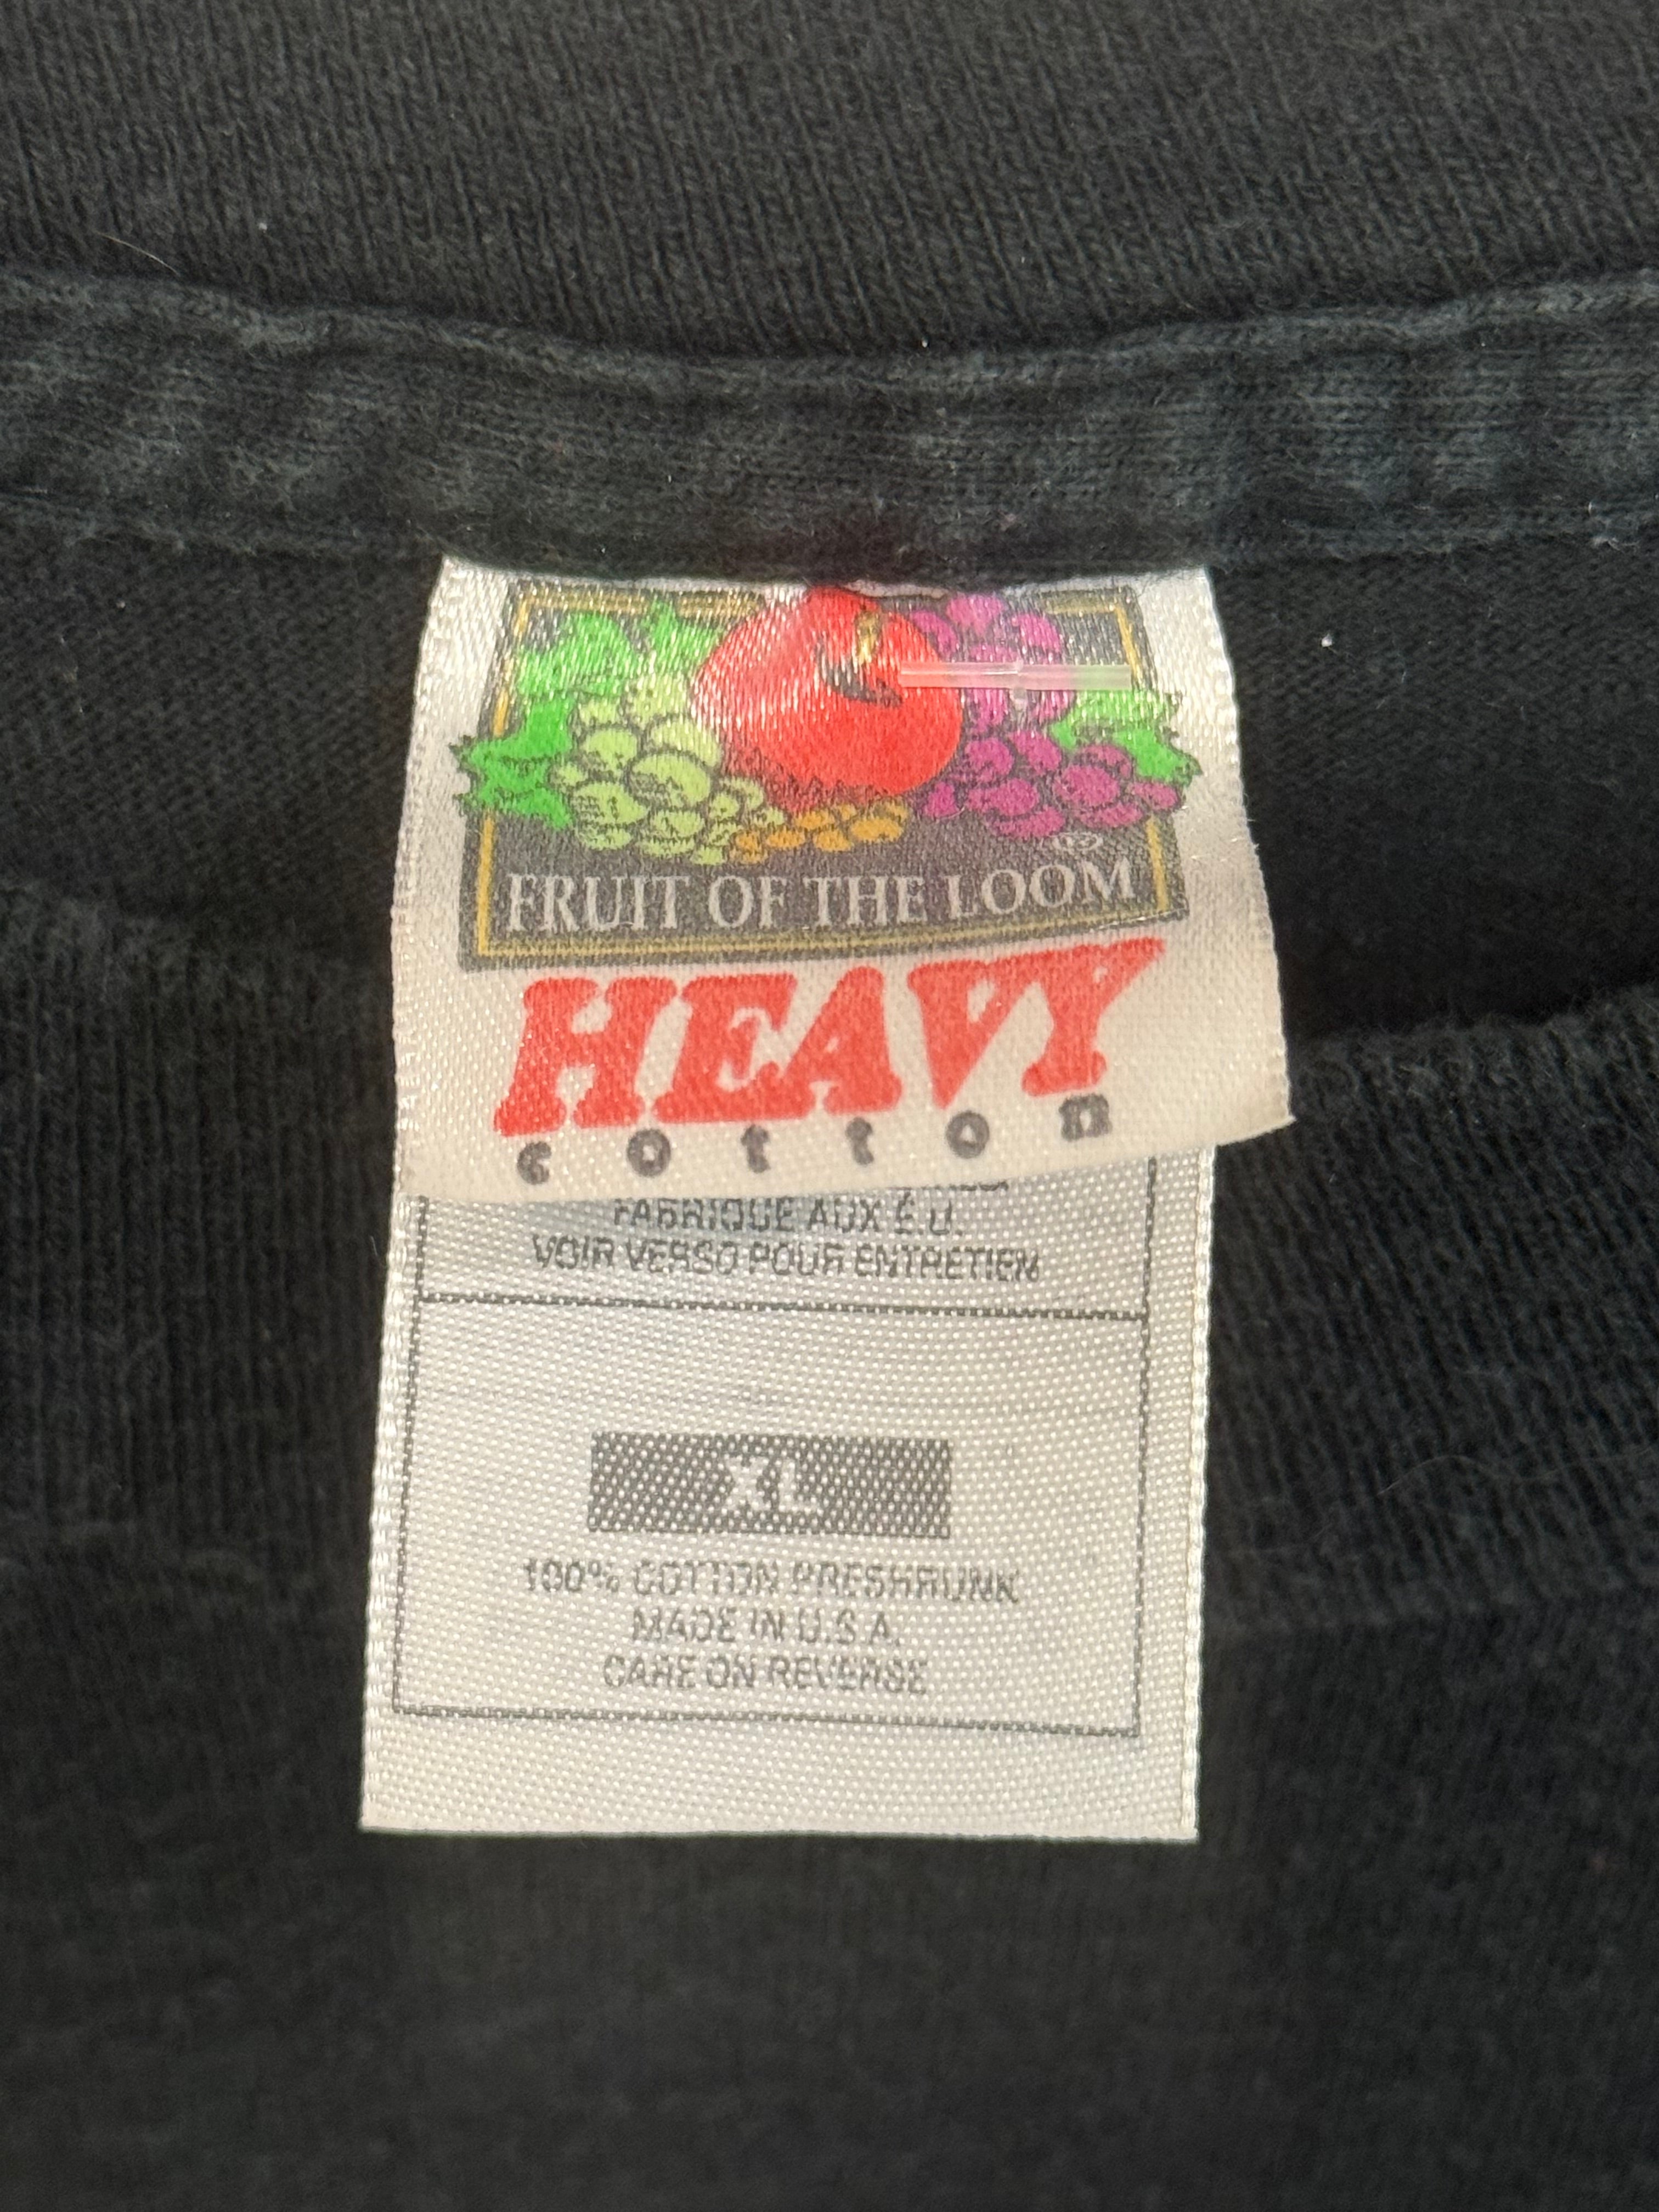 FRUIT OF THE LOOM
HEAVY
cotton
FABRIQUE AUX É.U.
VOIR VERSO POUR ENTRETIEN
XL
100% COTTON PRESHRUNK
MADE IN U.S.A.
CARE ON REVERSE